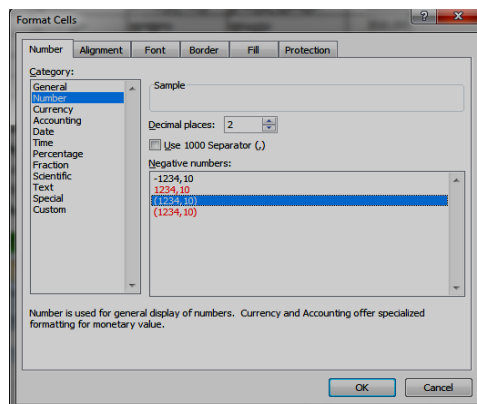 Format Cells
Number Alignment Font Border Fill Protection
Category:
General
Number
Currency
Accounting
Date
Time
Percentage
Fraction
Scientific
Text
Special
Custom
Sample
Decimal places: 2
Use 1000 Separator (,)
Negative numbers:
-1234,10
1234,10
(1234,10)
(1234,10)
Number is used for general display of numbers. Currency and Accounting offer specialized
formatting for monetary value.
OK Cancel